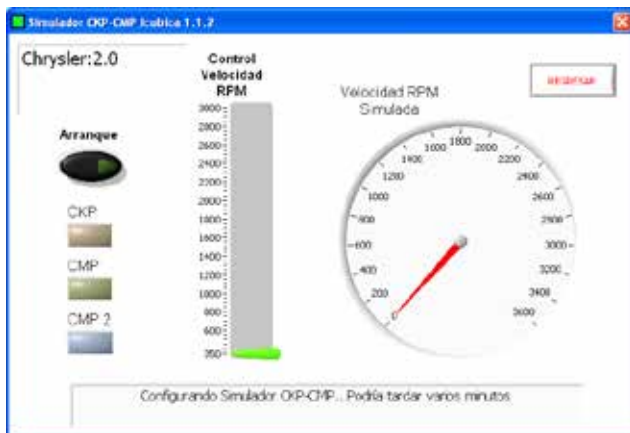 Simulador CKP-CMP Jcubica 1.1.2
Chrysler:2.0
Control
Velocidad
RPM
3000
2800
2600
2400
2200
2000
1800
1600
1400
1200
1000
800
600
350
Arranque
CKP
CMP
CMP 2
Velocidad RPM
Simulada
0
200
400
600
800
1000
1200
1400
1600
1800
2000
2200
2400
2600
2800
3000
3200
3400
3600
REGRESAR
Configurando Simulador CKP-CMP... Podría tardar varios minutos